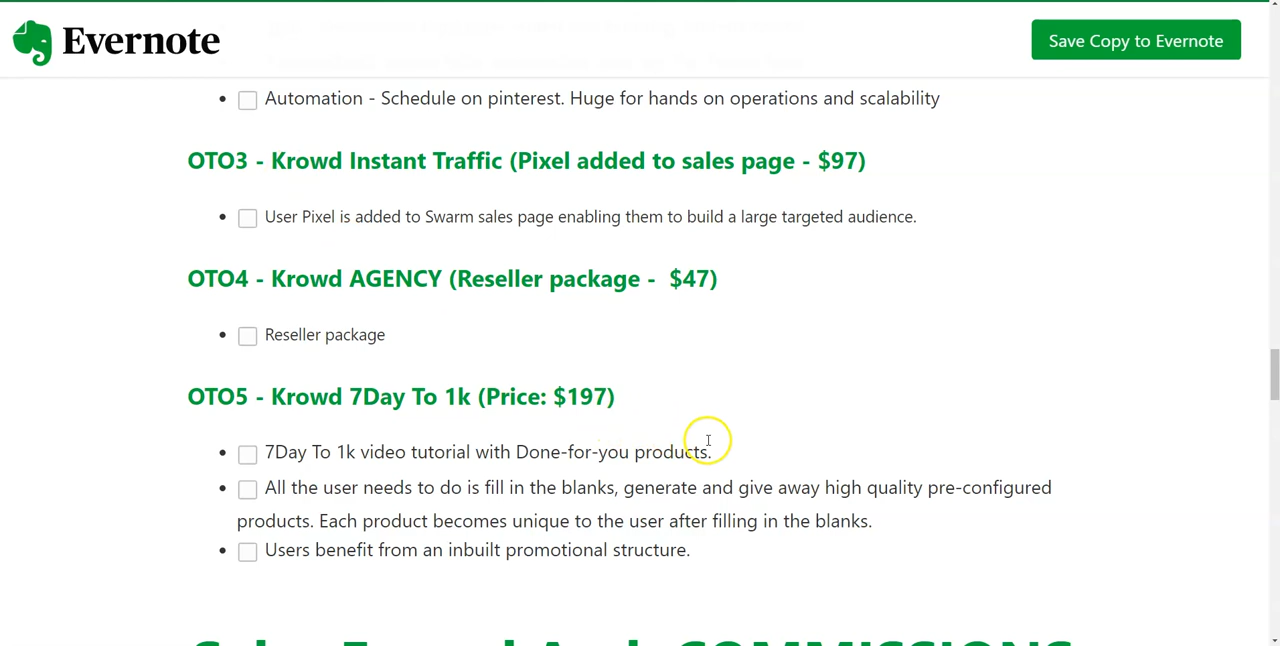 Evernote
Save Copy to Evernote
Automation - Schedule on pinterest. Huge for hands on operations and scalability
OTO3 - Krowd Instant Traffic (Pixel added to sales page - $97)
User Pixel is added to Swarm sales page enabling them to build a large targeted audience.
OTO4 - Krowd AGENCY (Reseller package -  $47)
Reseller package
OTO5 - Krowd 7Day To 1k (Price: $197)
7Day To 1k video tutorial with Done-for-you products.
All the user needs to do is fill in the blanks, generate and give away high quality pre-configured
products. Each product becomes unique to the user after filling in the blanks.
Users benefit from an inbuilt promotional structure.
COMMISSIONS